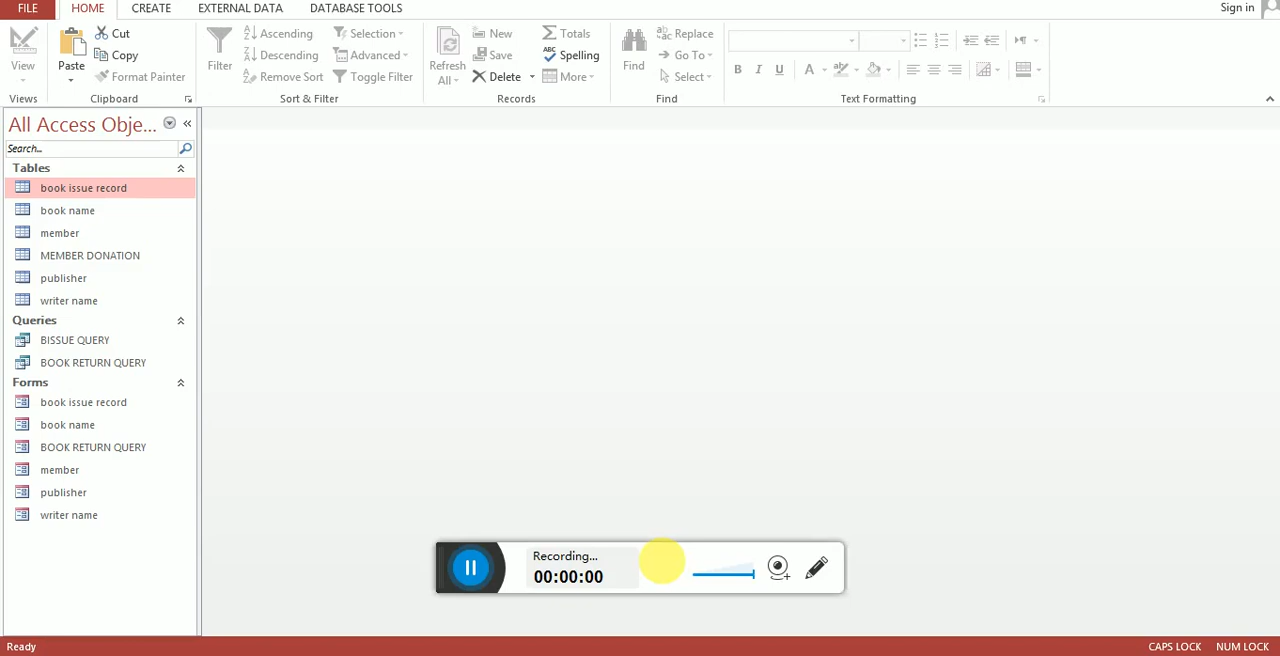 FILE HOME CREATE EXTERNAL DATA DATABASE TOOLS Sign in
View
Views
Paste
Cut
Copy
Format Painter
Clipboard
Filter
Ascending
Descending
Remove Sort
Selection
Advanced
Toggle Filter
Sort & Filter
Refresh
All
New
Save
Delete
Totals
Spelling
More
Records
Find
Replace
Go To
Select
Find
B I U A
Text Formatting
All Access Obje...
Search...
Tables
book issue record
book name
member
MEMBER DONATION
publisher
writer name
Queries
BISSUE QUERY
BOOK RETURN QUERY
Forms
book issue record
book name
BOOK RETURN QUERY
member
publisher
writer name
Recording...
00:00:00
Ready CAPS LOCK NUM LOCK